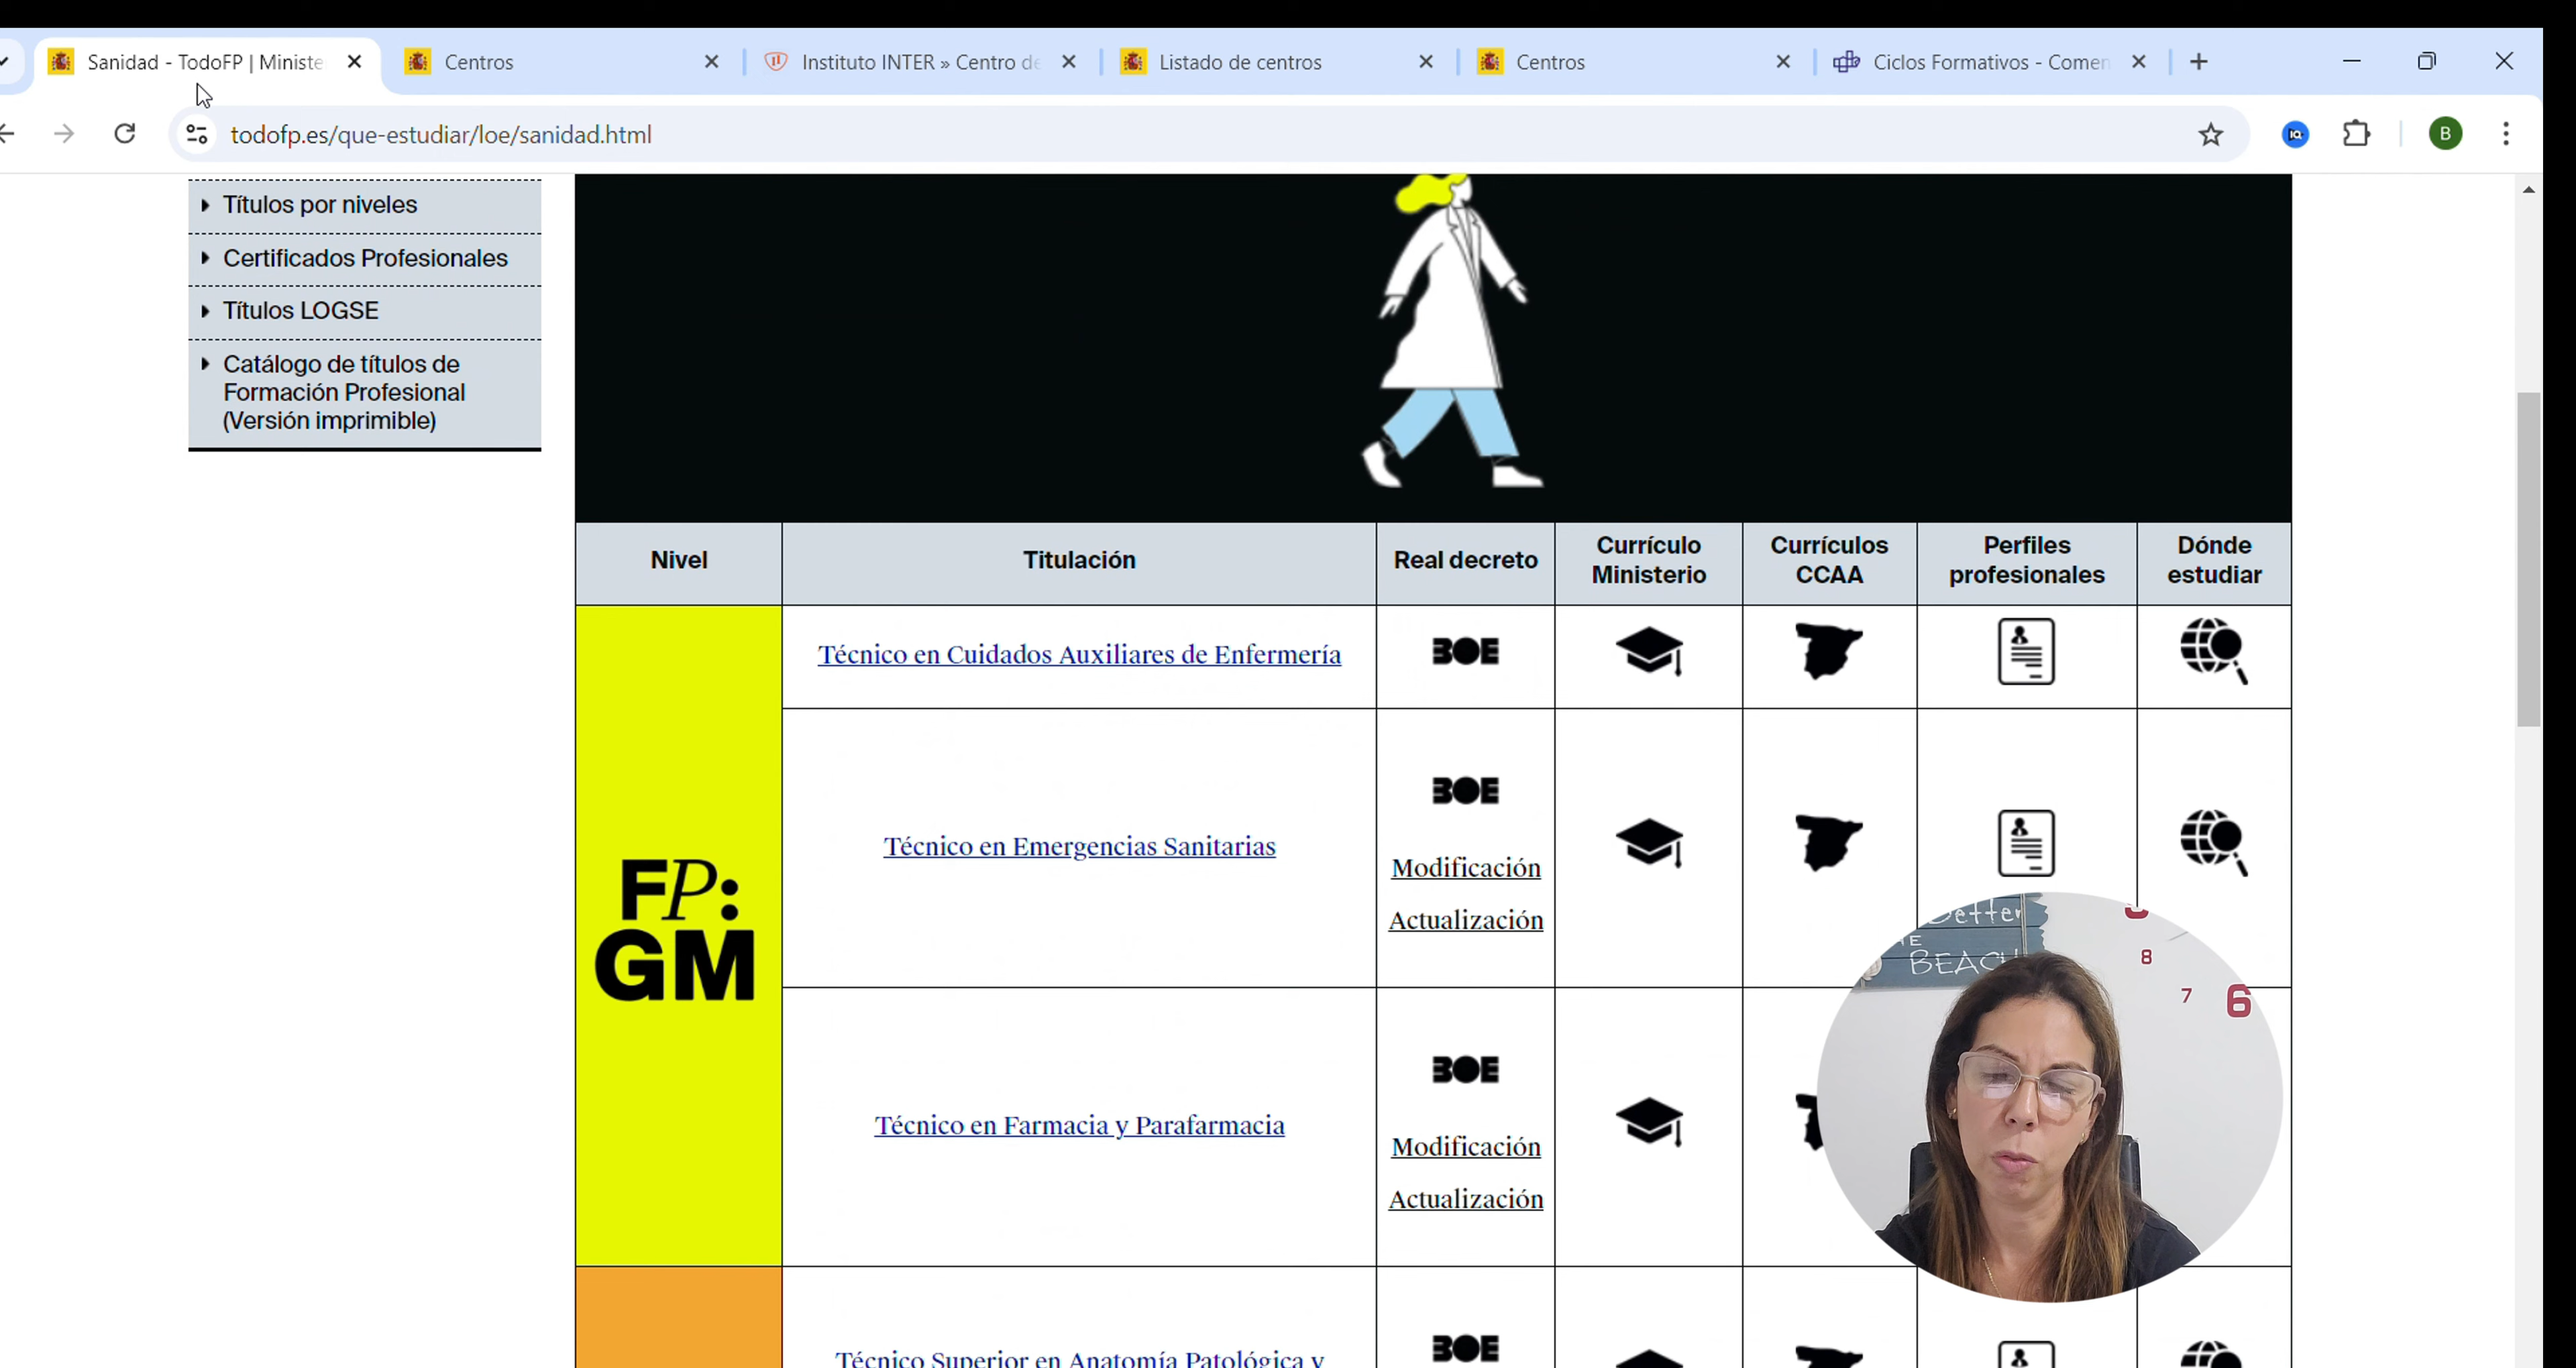 Sanidad - TodoFP | Ministe
Centros
Instituto INTER » Centro de
Listado de centros
Centros
Ciclos Formativos - Comen
todofp.es/que-estudiar/loe/sanidad.html
B
Títulos por niveles
Certificados Profesionales
Títulos LOGSE
Catálogo de títulos de
Formación Profesional
(Versión imprimible)
Nivel
Titulación
Real decreto
Currículo
Ministerio
Currículos
CCAA
Perfiles
profesionales
Dónde
estudiar
FP:
GM
Técnico en Cuidados Auxiliares de Enfermería
BOE
Técnico en Emergencias Sanitarias
BOE
Modificación
Actualización
Técnico en Farmacia y Parafarmacia
BOE
Modificación
Actualización
Técnico Superior en Anatomía Patológica y
BOE
BEACH
8
7
6